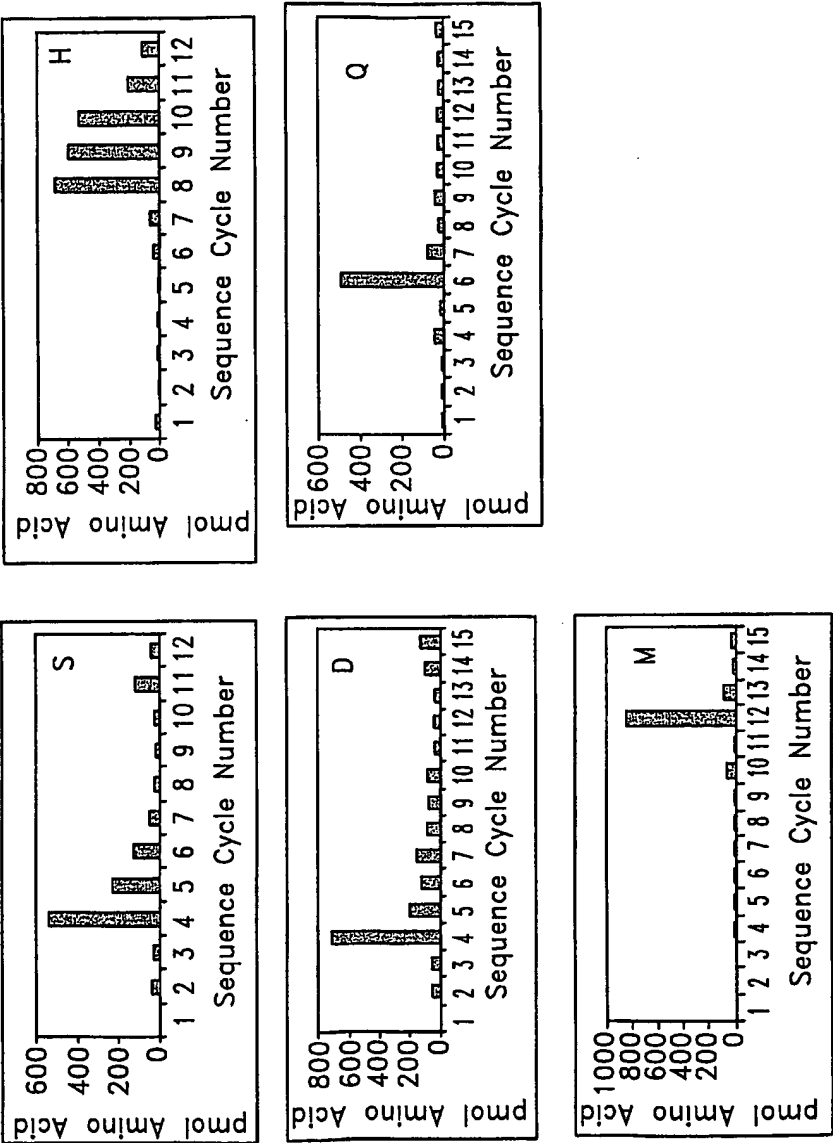 pmol Amino Acid
600
400
200
0
S
1 2 3 4 5 6 7 8 9 10 11 12
Sequence Cycle Number
pmol Amino Acid
800
600
400
200
0
H
1 2 3 4 5 6 7 8 9 10 11 12
Sequence Cycle Number
pmol Amino Acid
800
600
400
200
0
D
1 2 3 4 5 6 7 8 9 10 11 12 13 14 15
Sequence Cycle Number
pmol Amino Acid
600
400
200
0
Q
1 2 3 4 5 6 7 8 9 10 11 12 13 14 15
Sequence Cycle Number
pmol Amino Acid
1000
800
600
400
200
0
M
1 2 3 4 5 6 7 8 9 10 11 12 13 14 15
Sequence Cycle Number